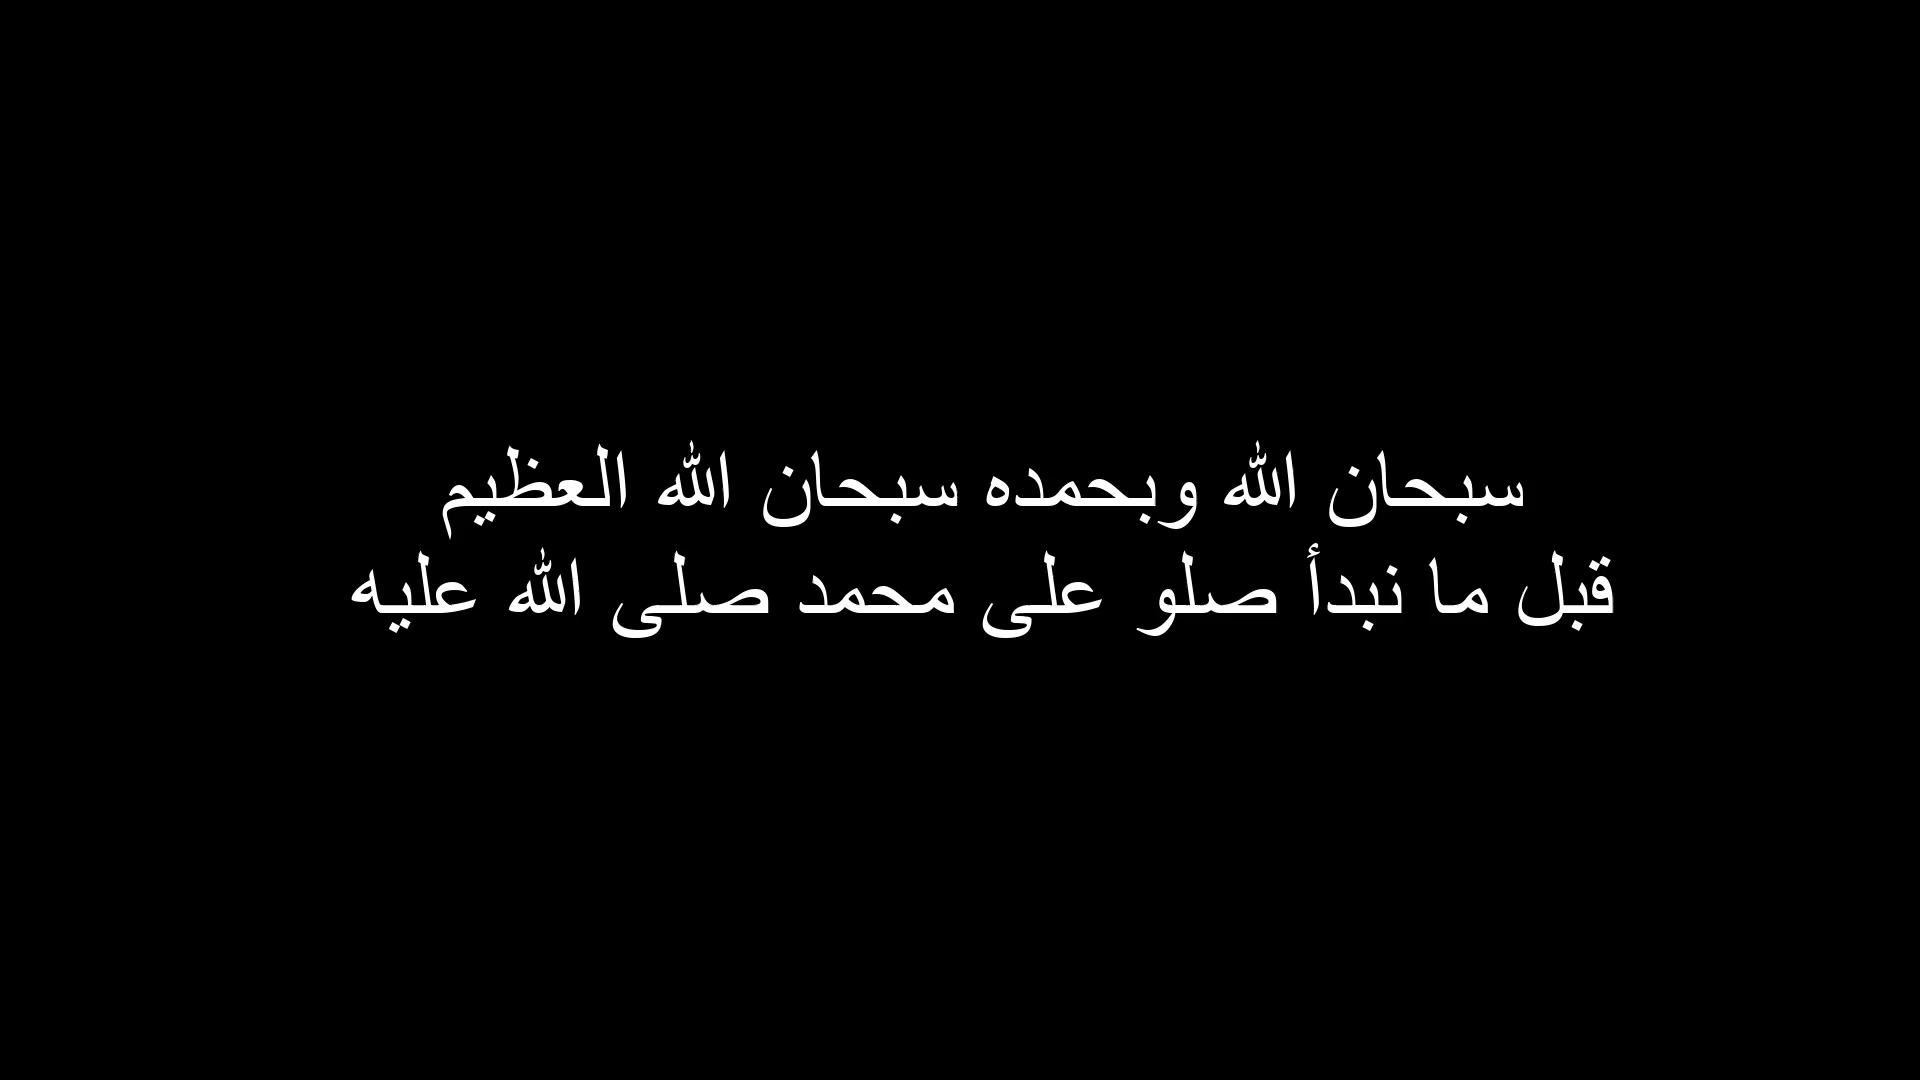 سبحان الله وبحمده سبحان الله العظيم
قبل ما نبدأ صلو على محمد صلى الله عليه